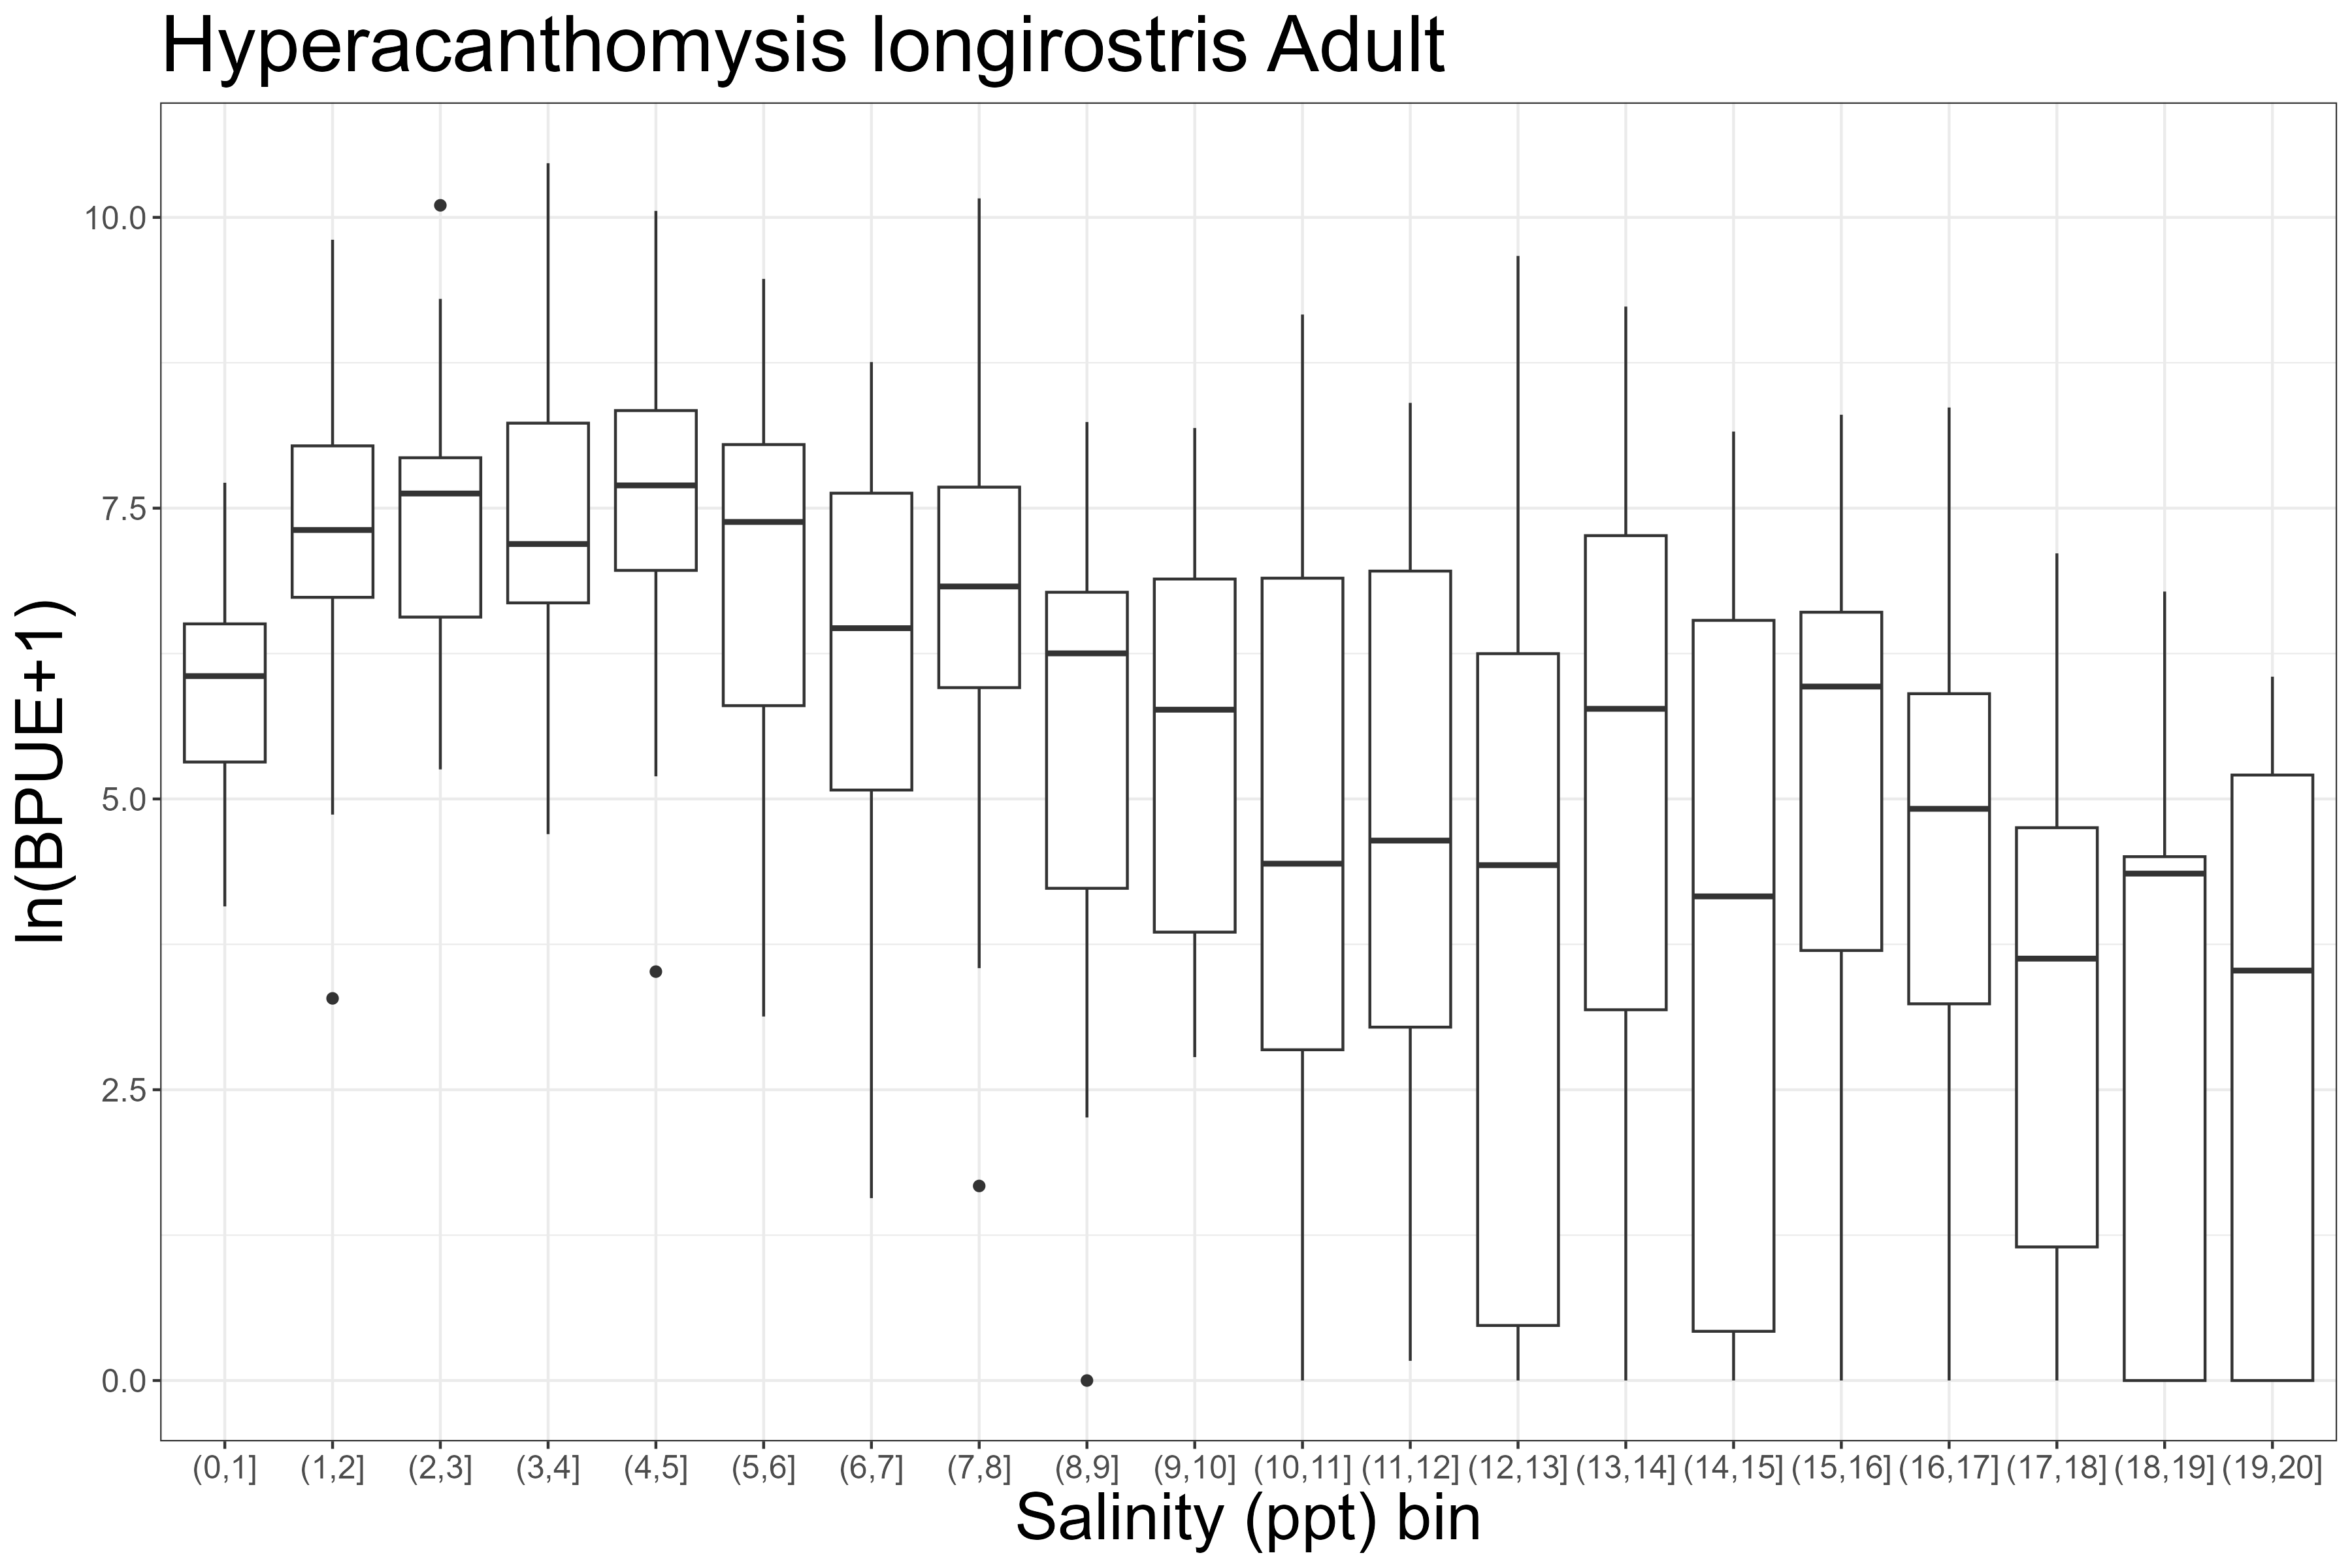 Hyperacanthomysis longirostris Adult
ln(BPUE+1)
10.0
7.5
5.0
2.5
0.0
(0,1] (1,2] (2,3] (3,4] (4,5] (5,6] (6,7] (7,8] (8,9] (9,10] (10,11] (11,12] (12,13] (13,14] (14,15] (15,16] (16,17] (17,18] (18,19] (19,20]
Salinity (ppt) bin